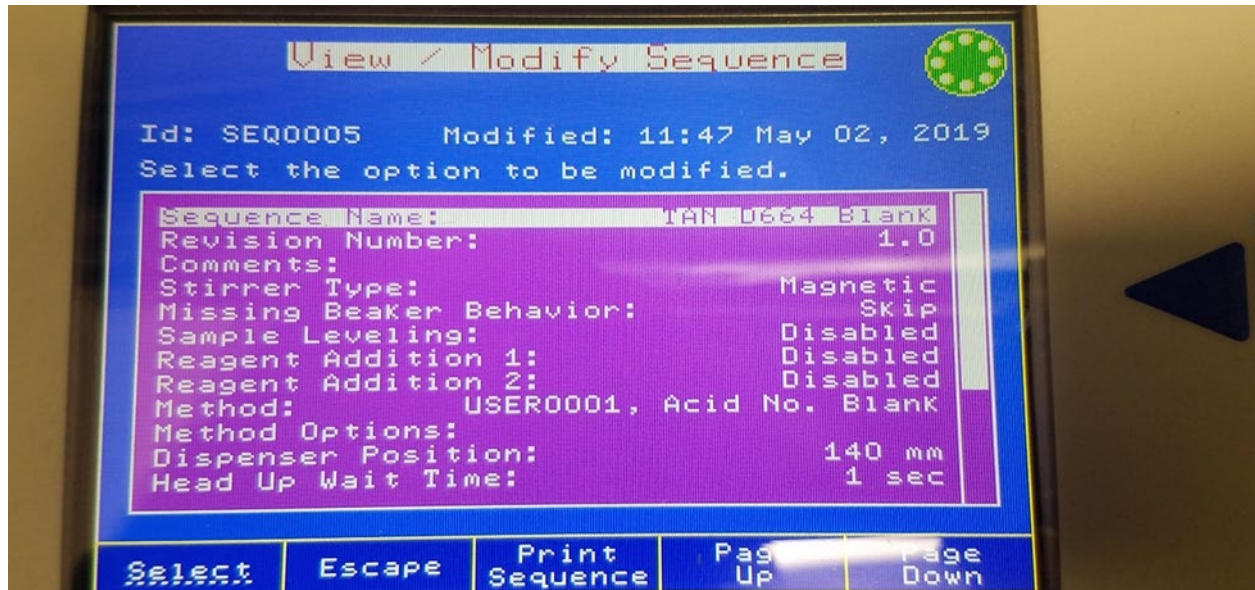 View / Modify Sequence
Id: SEQ0005 Modified: 11:47 May 02, 2019
Select the option to be modified.
Sequence Name: TAN D664 Blank
Revision Number: 1.0
Comments:
Stirrer Type: Magnetic
Missing Beaker Behavior: Skip
Sample Leveling: Disabled
Reagent Addition 1: Disabled
Reagent Addition 2: Disabled
Method: USER0001, Acid No. Blank
Method Options:
Dispenser Position: 140 mm
Head Up Wait Time: 1 sec
Select Escape Print Sequence Page Up Page Down